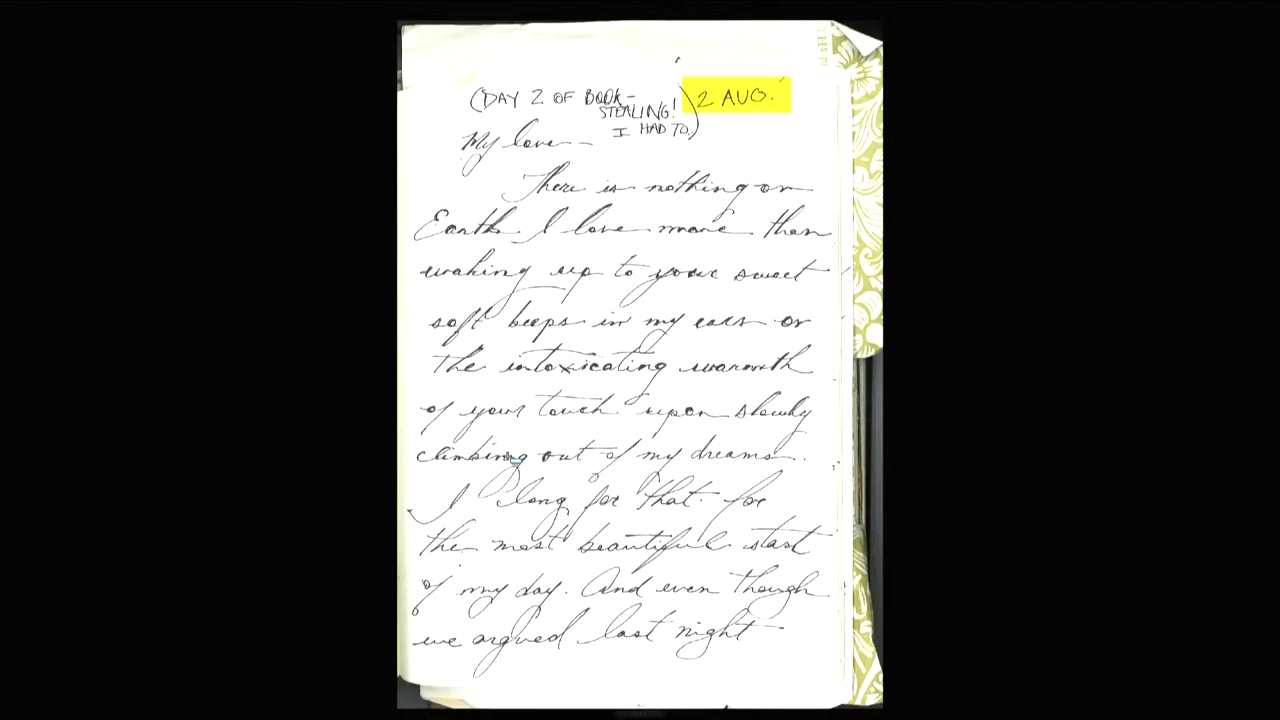 (DAY 2 OF BOOK-
STEALING!
I HAD TO.)
2 AUG.
My love—
There is nothing on
Earth I love more than
waking up to your sweet
soft beeps in my ears or
the intoxicating warmth
of your touch upon slowly
climbing out of my dreams.
I long for that. For
the most beautiful start
of my day. And even though
we argued last night